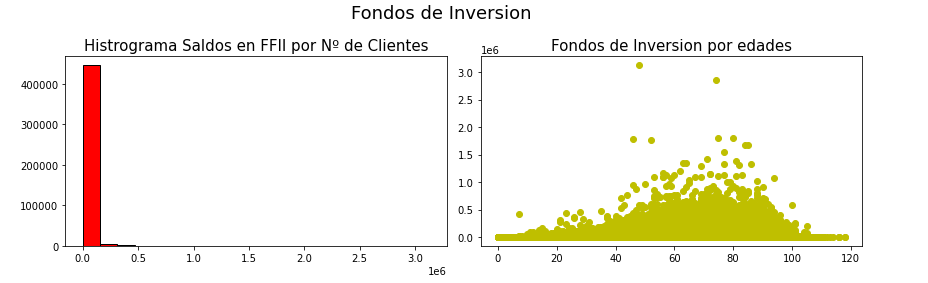 Fondos de Inversion
Histrograma Saldos en FFII por Nº de Clientes
400000
300000
200000
100000
0
0.0 0.5 1.0 1.5 2.0 2.5 3.0
1e6
Fondos de Inversion por edades
1e6
3.0
2.5
2.0
1.5
1.0
0.5
0.0
0 20 40 60 80 100 120